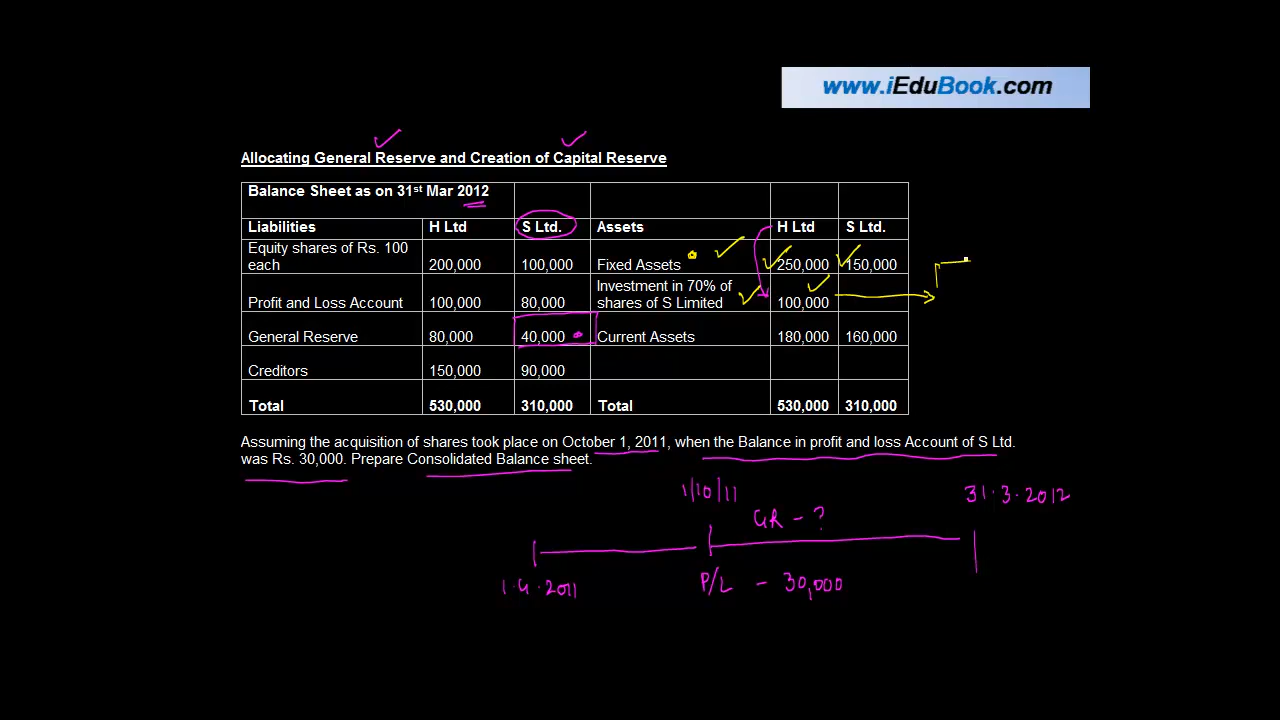 www.iEduBook.com
Allocating General Reserve and Creation of Capital Reserve
Balance Sheet as on 31st Mar 2012
Liabilities H Ltd S Ltd. Assets H Ltd S Ltd.
Equity shares of Rs. 100 each 200,000 100,000 Fixed Assets 250,000 150,000
Profit and Loss Account 100,000 80,000 Investment in 70% of shares of S Limited 100,000
General Reserve 80,000 40,000 Current Assets 180,000 160,000
Creditors 150,000 90,000
Total 530,000 310,000 Total 530,000 310,000
Assuming the acquisition of shares took place on October 1, 2011, when the Balance in profit and loss Account of S Ltd.
was Rs. 30,000. Prepare Consolidated Balance sheet.
1/10/11 31.3.2012
GR - ?
1.4.2011 P/L - 30,000